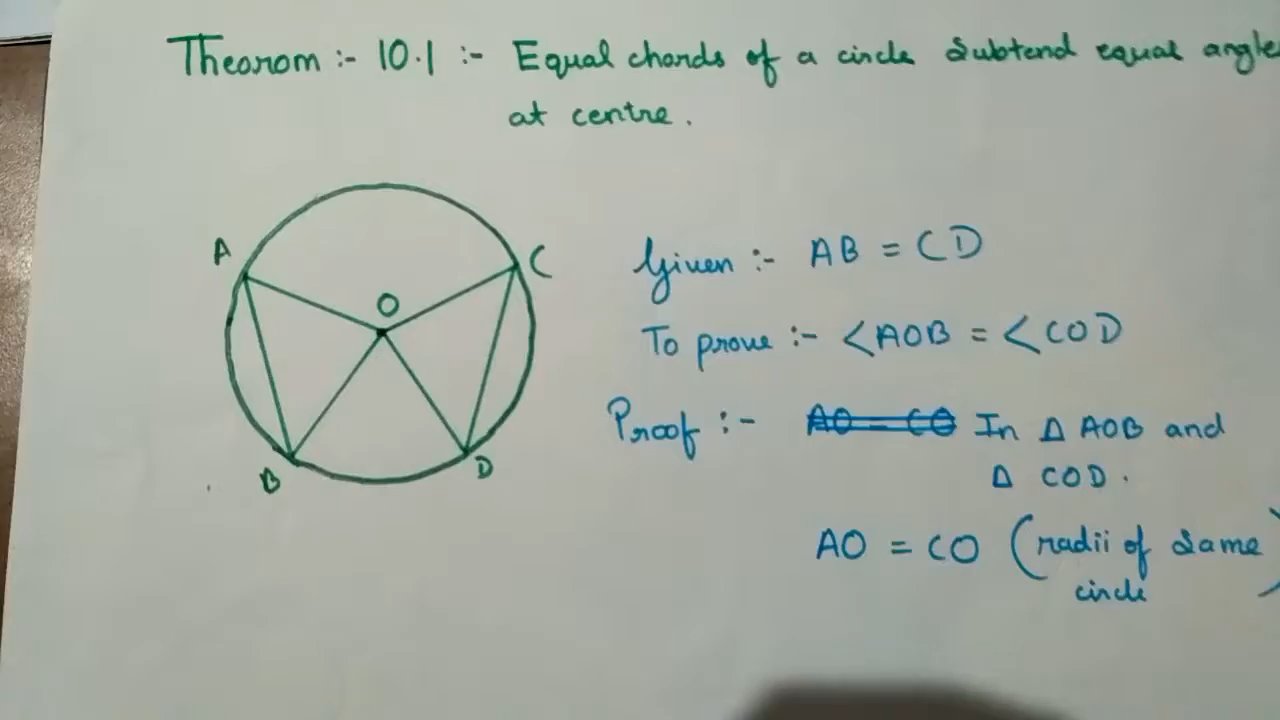 Theorom :- 10.1 :- Equal chords of a circle subtend equal angle
at centre.
A
C
O
B
D
Given :- AB = CD
To prove :- <AOB = <COD
Proof :- AO = CO In Δ AOB and
Δ COD.
AO = CO (radii of same
circle)